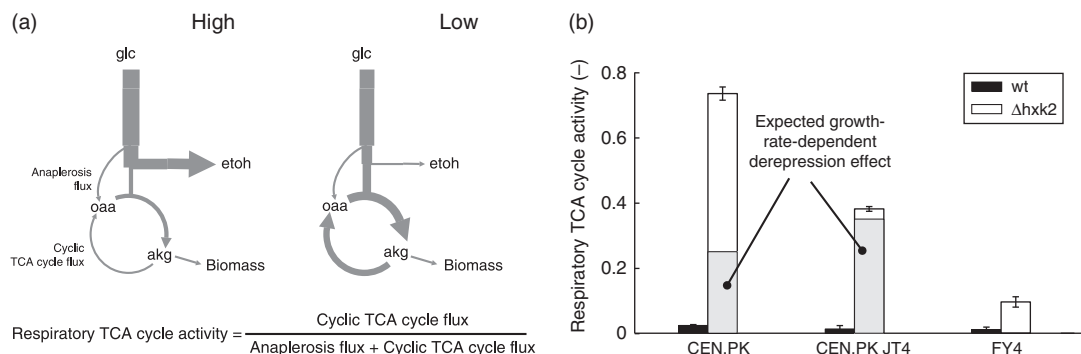 (a)
High
Low
glc
glc
Anaplerosis
flux
etoh
etoh
oaa
oaa
Cyclic
TCA cycle flux
akg
akg
Biomass
Biomass
Respiratory TCA cycle activity =
Cyclic TCA cycle flux
Anaplerosis flux + Cyclic TCA cycle flux
(b)
Respiratory TCA cycle activity (–)
0.8
0.6
0.4
0.2
0
wt
Δhxk2
Expected growth-
rate-dependent
derepression effect
CEN.PK
CEN.PK JT4
FY4